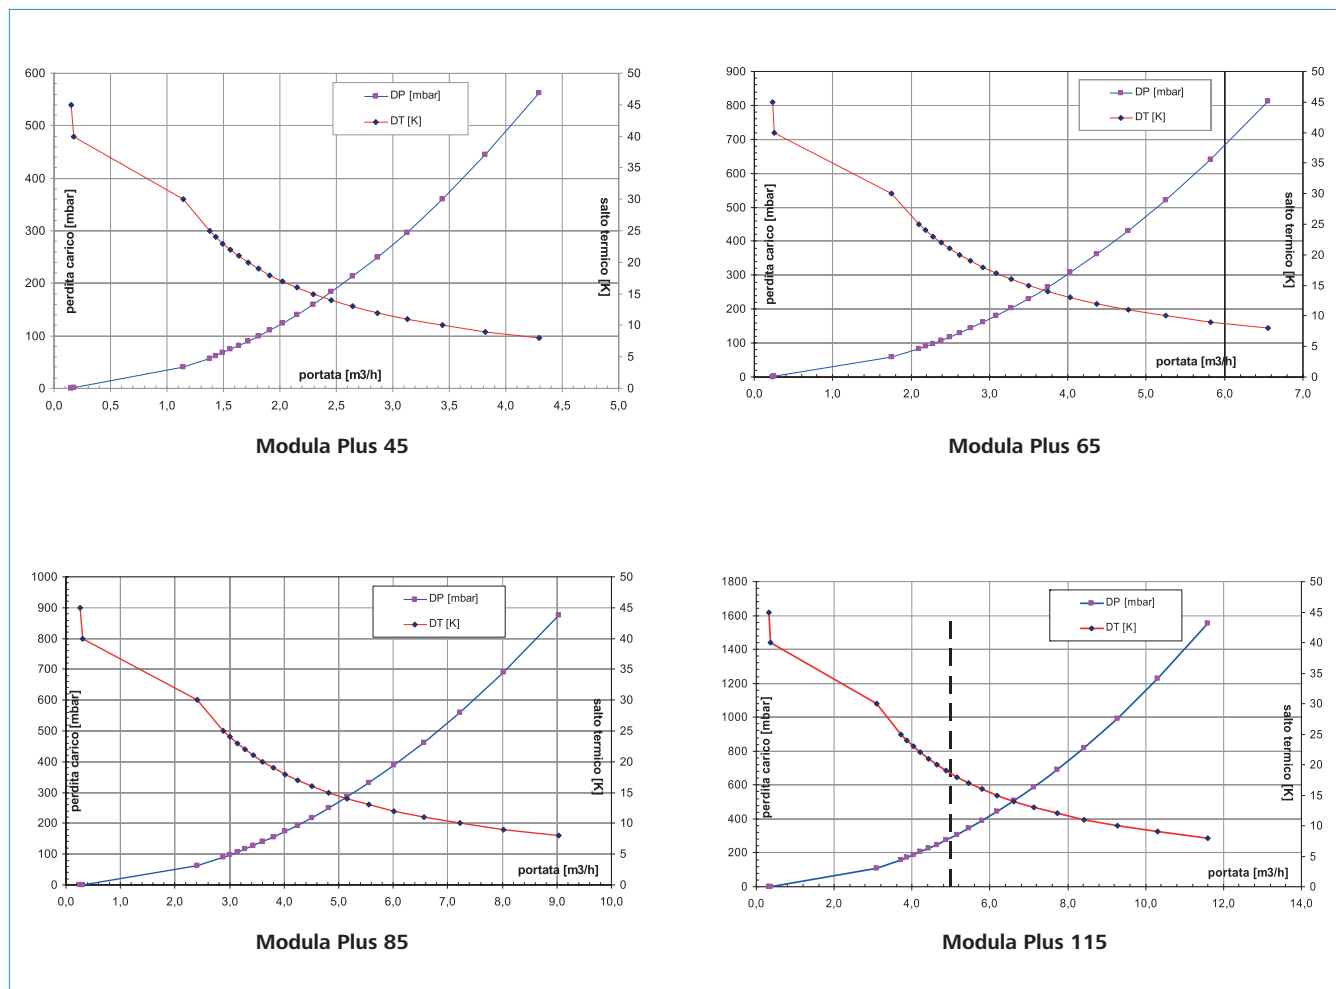 600
500
400
300
200
100
0
50
45
40
35
30
25
20
15
10
5
0
0,0 0,5 1,0 1,5 2,0 2,5 3,0 3,5 4,0 4,5 5,0
perdita carico [mbar]
salto termico [K]
portata [m3/h]
DP [mbar]
DT [K]
Modula Plus 45
900
800
700
600
500
400
300
200
100
0
50
45
40
35
30
25
20
15
10
5
0
0,0 1,0 2,0 3,0 4,0 5,0 6,0 7,0
perdita carico [mbar]
salto termico [K]
portata [m3/h]
DP [mbar]
DT [K]
Modula Plus 65
1000
900
800
700
600
500
400
300
200
100
0
50
45
40
35
30
25
20
15
10
5
0
0,0 1,0 2,0 3,0 4,0 5,0 6,0 7,0 8,0 9,0 10,0
perdita carico [mbar]
salto termico [K]
portata [m3/h]
DP [mbar]
DT [K]
Modula Plus 85
1800
1600
1400
1200
1000
800
600
400
200
0
50
45
40
35
30
25
20
15
10
5
0
0,0 2,0 4,0 6,0 8,0 10,0 12,0 14,0
perdita carico [mbar]
salto termico [K]
portata [m3/h]
DP [mbar]
DT [K]
Modula Plus 115